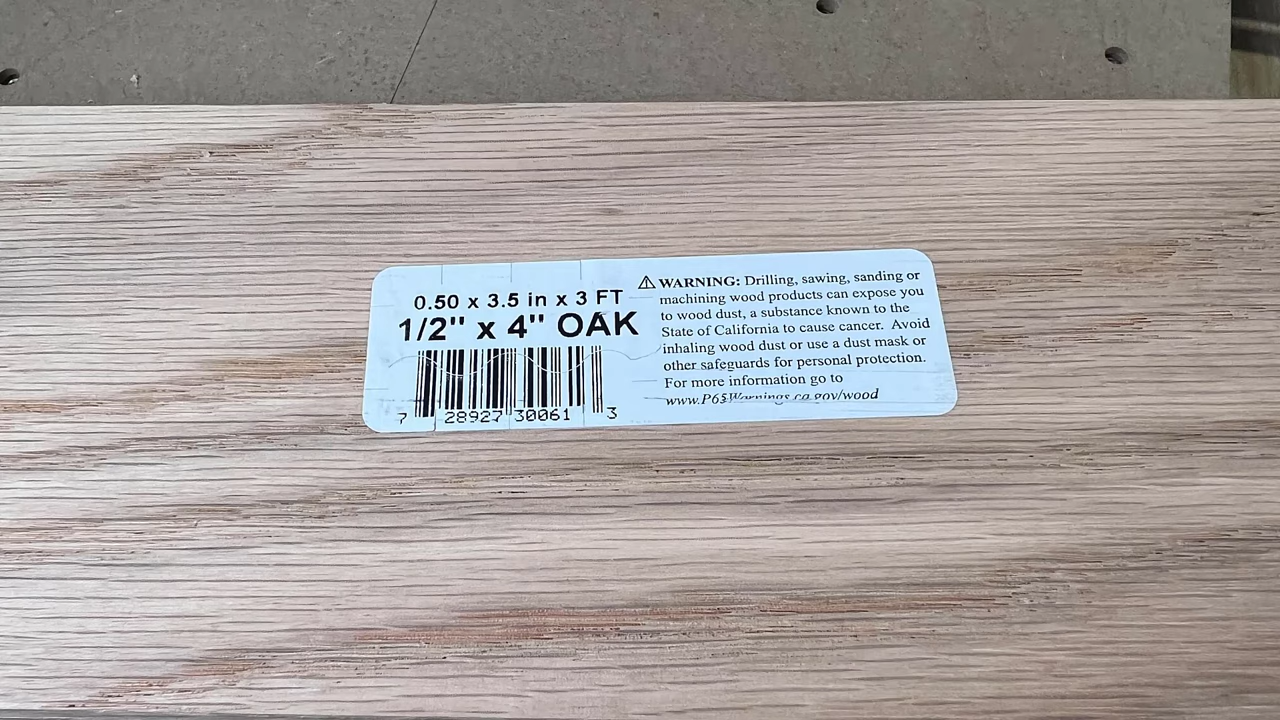 0.50 x 3.5 in x 3 FT
1/2" x 4" OAK
7 28927 30061 3
⚠ WARNING: Drilling, sawing, sanding or
machining wood products can expose you
to wood dust, a substance known to the
State of California to cause cancer. Avoid
inhaling wood dust or use a dust mask or
other safeguards for personal protection.
For more information go to
www.P65Warnings.ca.gov/wood